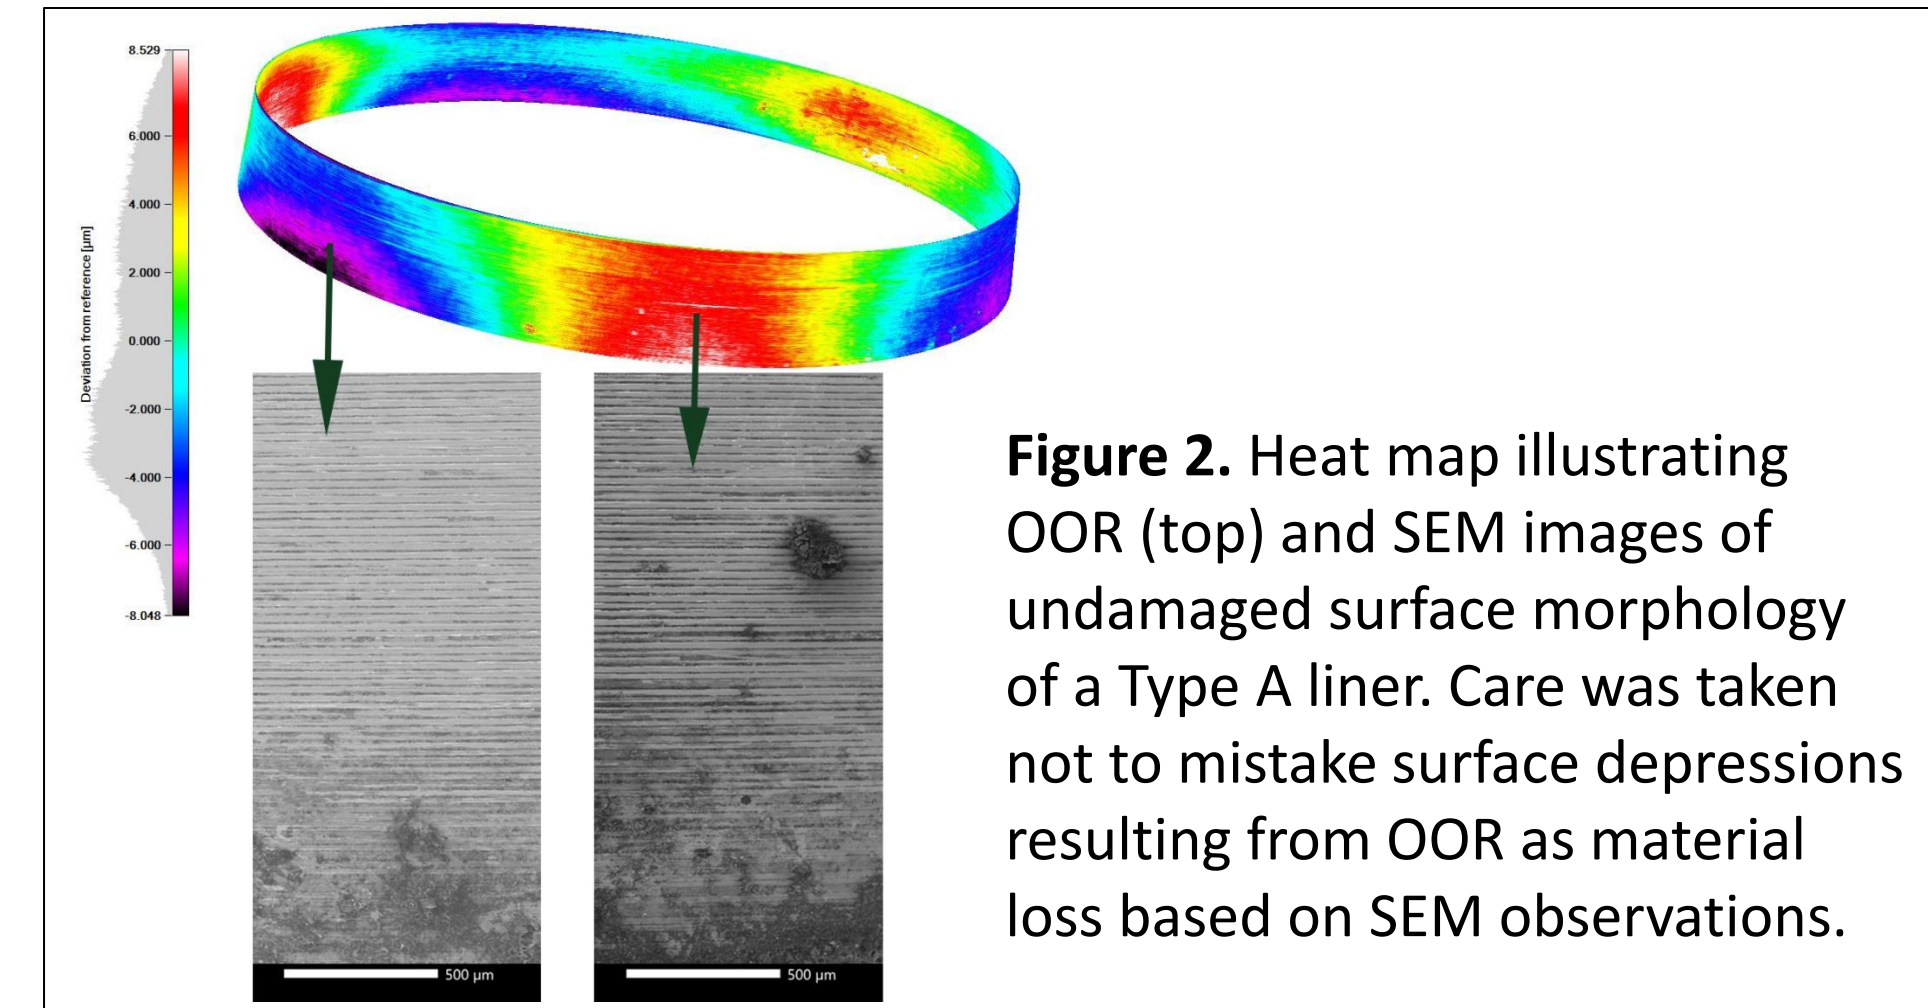 8.529
6.000
4.000
2.000
0.000
-2.000
-4.000
-6.000
-8.048
Deviation from reference [µm]
500 µm
500 µm
Figure 2. Heat map illustrating
OOR (top) and SEM images of
undamaged surface morphology
of a Type A liner. Care was taken
not to mistake surface depressions
resulting from OOR as material
loss based on SEM observations.